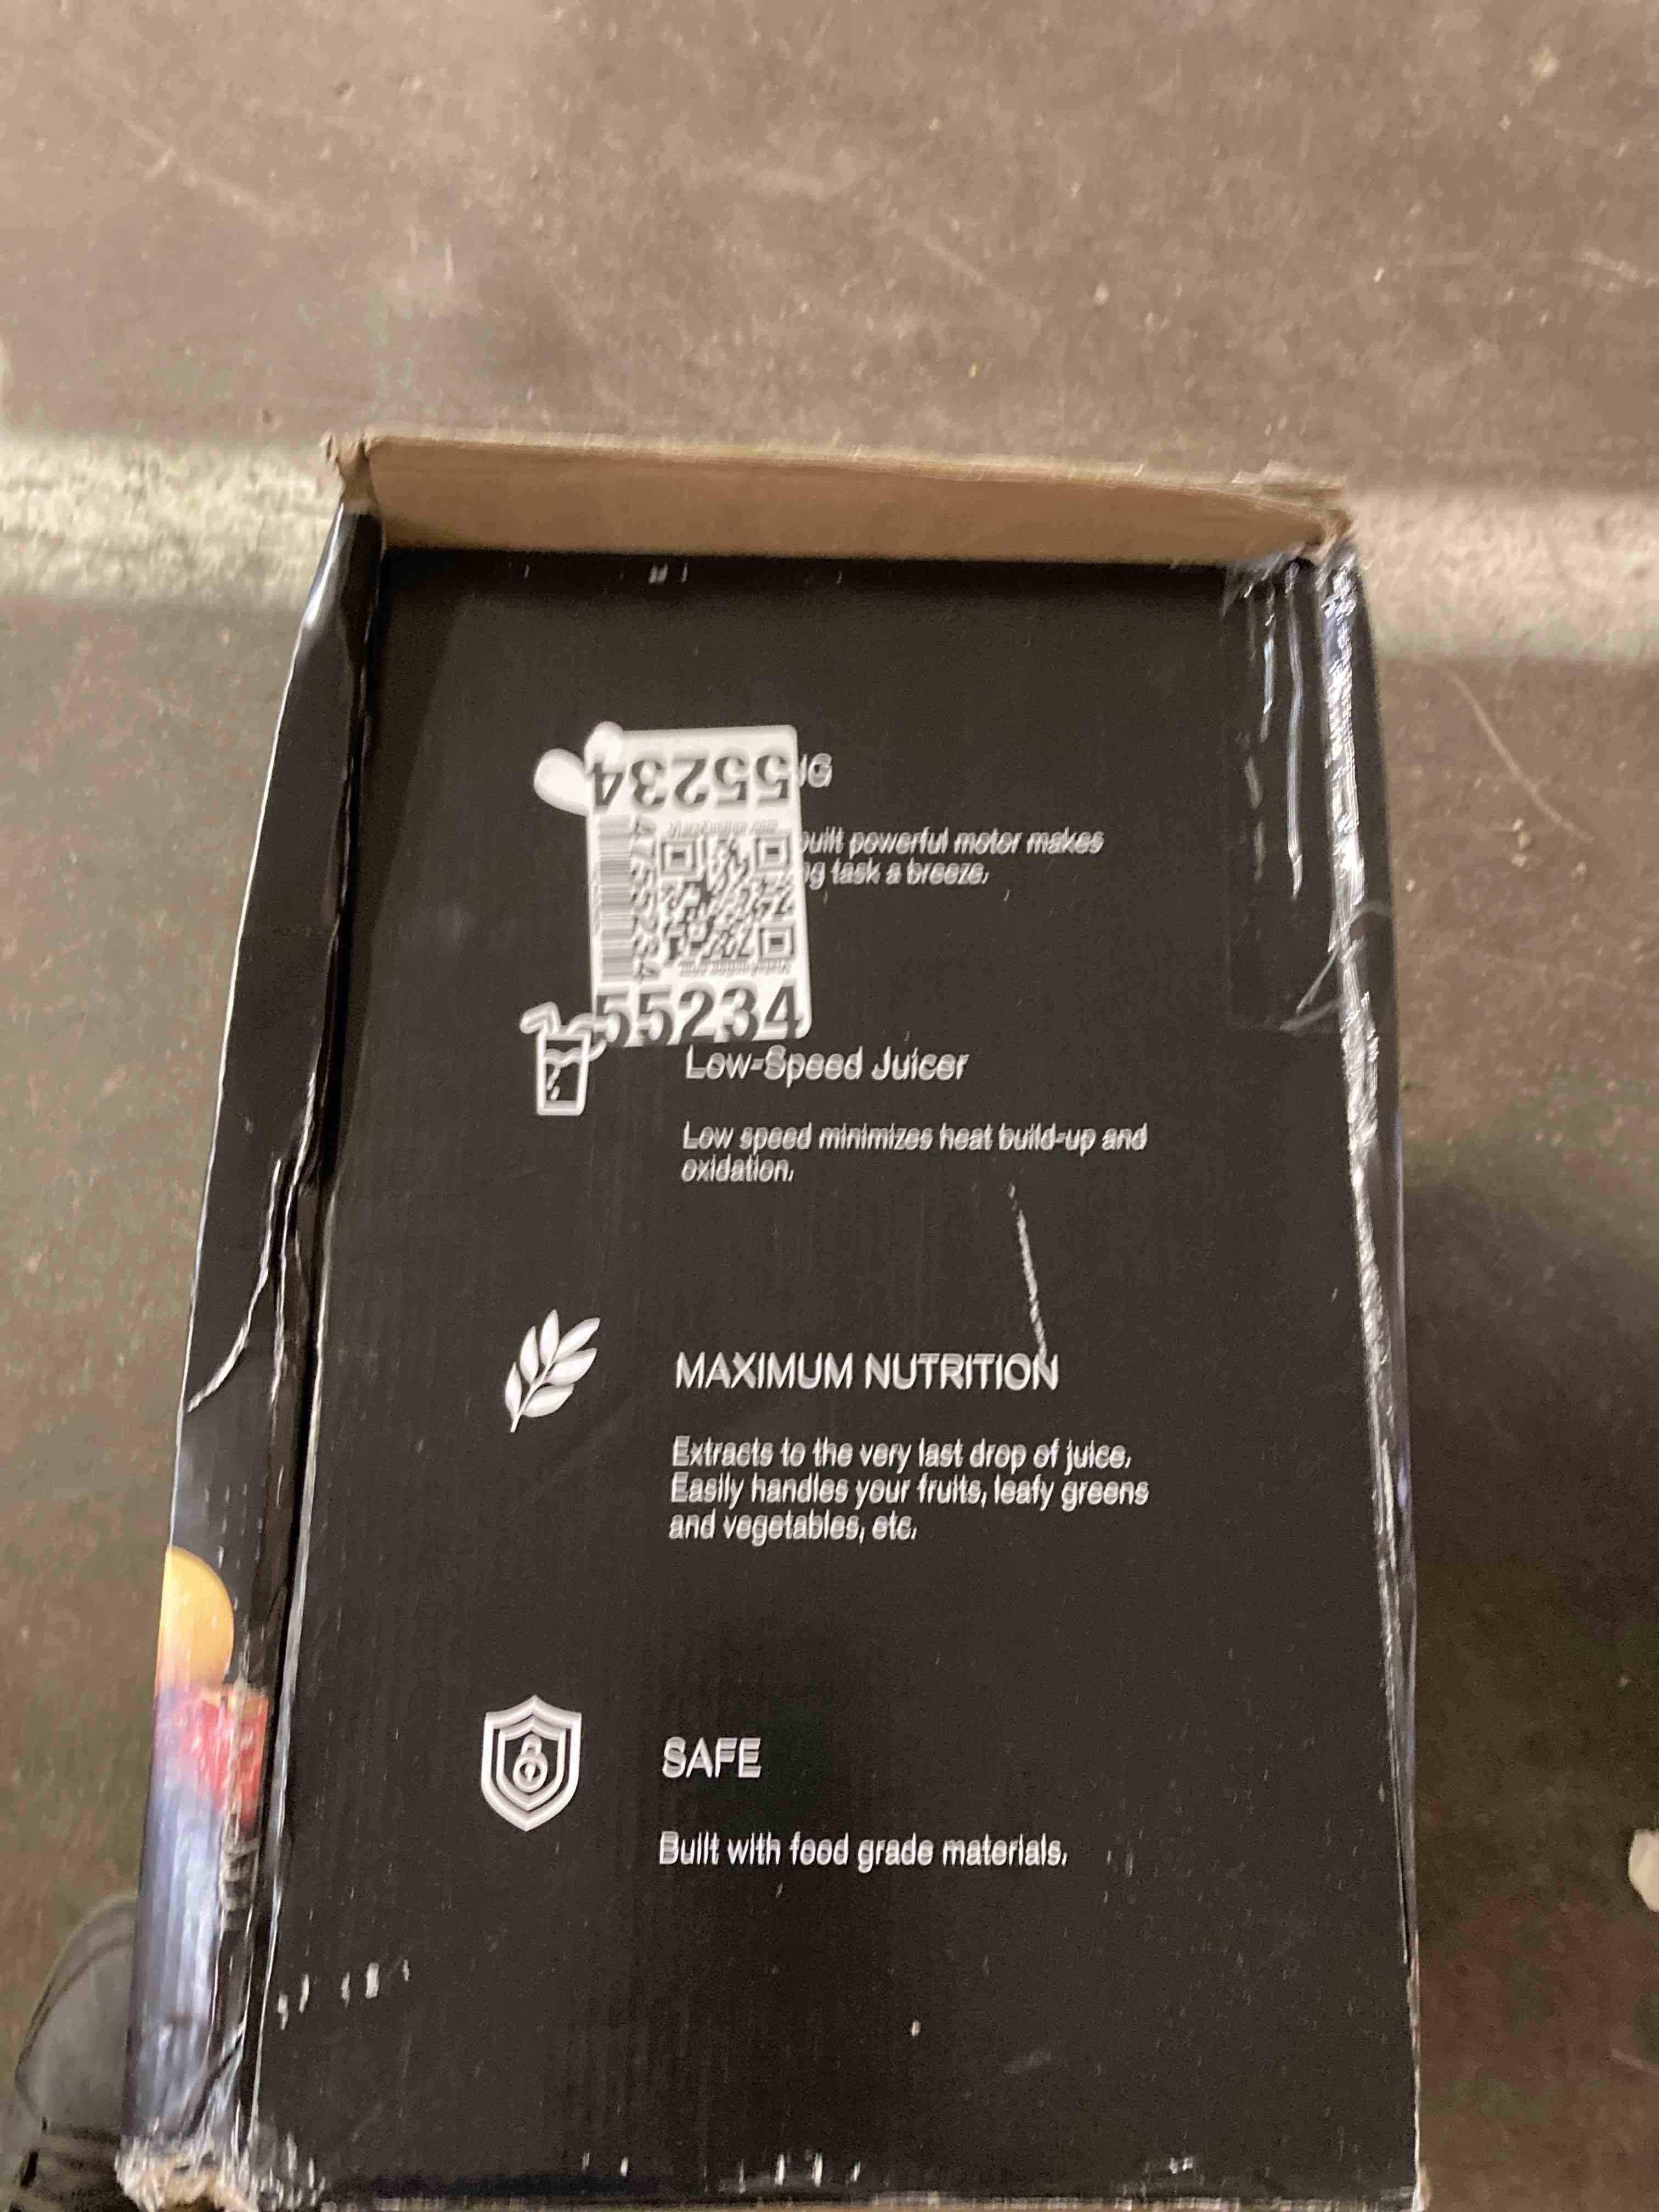 55234
55234
uilt powerful motor makes
ng task a breeze.
Low-Speed Juicer
Low speed minimizes heat build-up and
oxidation.
MAXIMUM NUTRITION
Extracts to the very last drop of juice.
Easily handles your fruits, leafy greens
and vegetables, etc.
SAFE
Built with food grade materials.